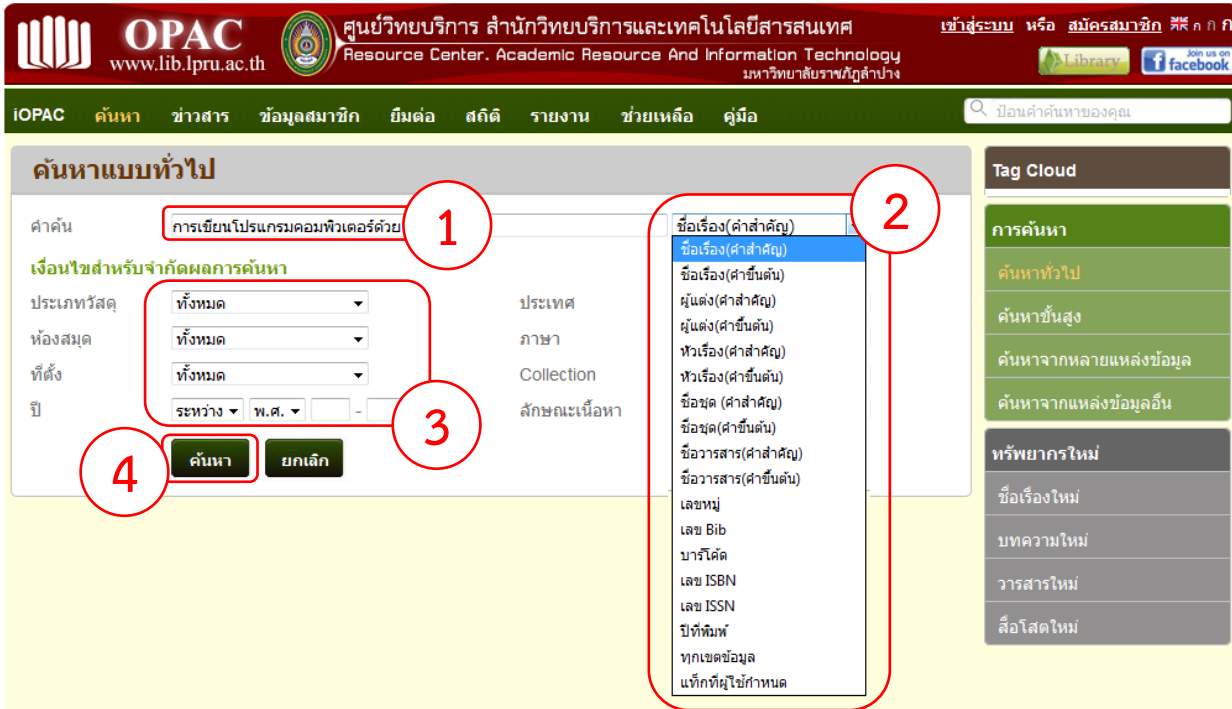 OPAC
www.lib.lpru.ac.th
ศูนย์วิทยบริการ สำนักวิทยบริการและเทคโนโลยีสารสนเทศ
Resource Center. Academic Resource And Information Technology
มหาวิทยาลัยราชภัฏลำปาง
เข้าสู่ระบบ หรือ สมัครสมาชิก ก ก ก
Library
Join us on
facebook
iOPAC ค้นหา ข่าวสาร ข้อมูลสมาชิก ยืมต่อ สถิติ รายงาน ช่วยเหลือ คู่มือ
ป้อนคำค้นหาของคุณ
ค้นหาแบบทั่วไป
คำค้น การเขียนโปรแกรมคอมพิวเตอร์ด้วย 1 ชื่อเรื่อง(คำสำคัญ) 2
เงื่อนไขสำหรับจำกัดผลการค้นหา
ประเภทวัสดุ ทั้งหมด ประเทศ
ห้องสมุด ทั้งหมด ภาษา
ที่ตั้ง ทั้งหมด Collection
ปี ระหว่าง พ.ศ. - ลักษณะเนื้อหา
3
4 ค้นหา ยกเลิก
ชื่อเรื่อง(คำสำคัญ)
ชื่อเรื่อง(คำขึ้นต้น)
ผู้แต่ง(คำสำคัญ)
ผู้แต่ง(คำขึ้นต้น)
หัวเรื่อง(คำสำคัญ)
หัวเรื่อง(คำขึ้นต้น)
ชื่อชุด (คำสำคัญ)
ชื่อชุด(คำขึ้นต้น)
ชื่อวารสาร(คำสำคัญ)
ชื่อวารสาร(คำขึ้นต้น)
เลขหมู่
เลข Bib
บาร์โค้ด
เลข ISBN
เลข ISSN
ปีที่พิมพ์
ทุกเขตข้อมูล
แท็กที่ผู้ใช้กำหนด
Tag Cloud
การค้นหา
ค้นหาทั่วไป
ค้นหาขั้นสูง
ค้นหาจากหลายแหล่งข้อมูล
ค้นหาจากแหล่งข้อมูลอื่น
ทรัพยากรใหม่
ชื่อเรื่องใหม่
บทความใหม่
วารสารใหม่
สื่อโสตใหม่